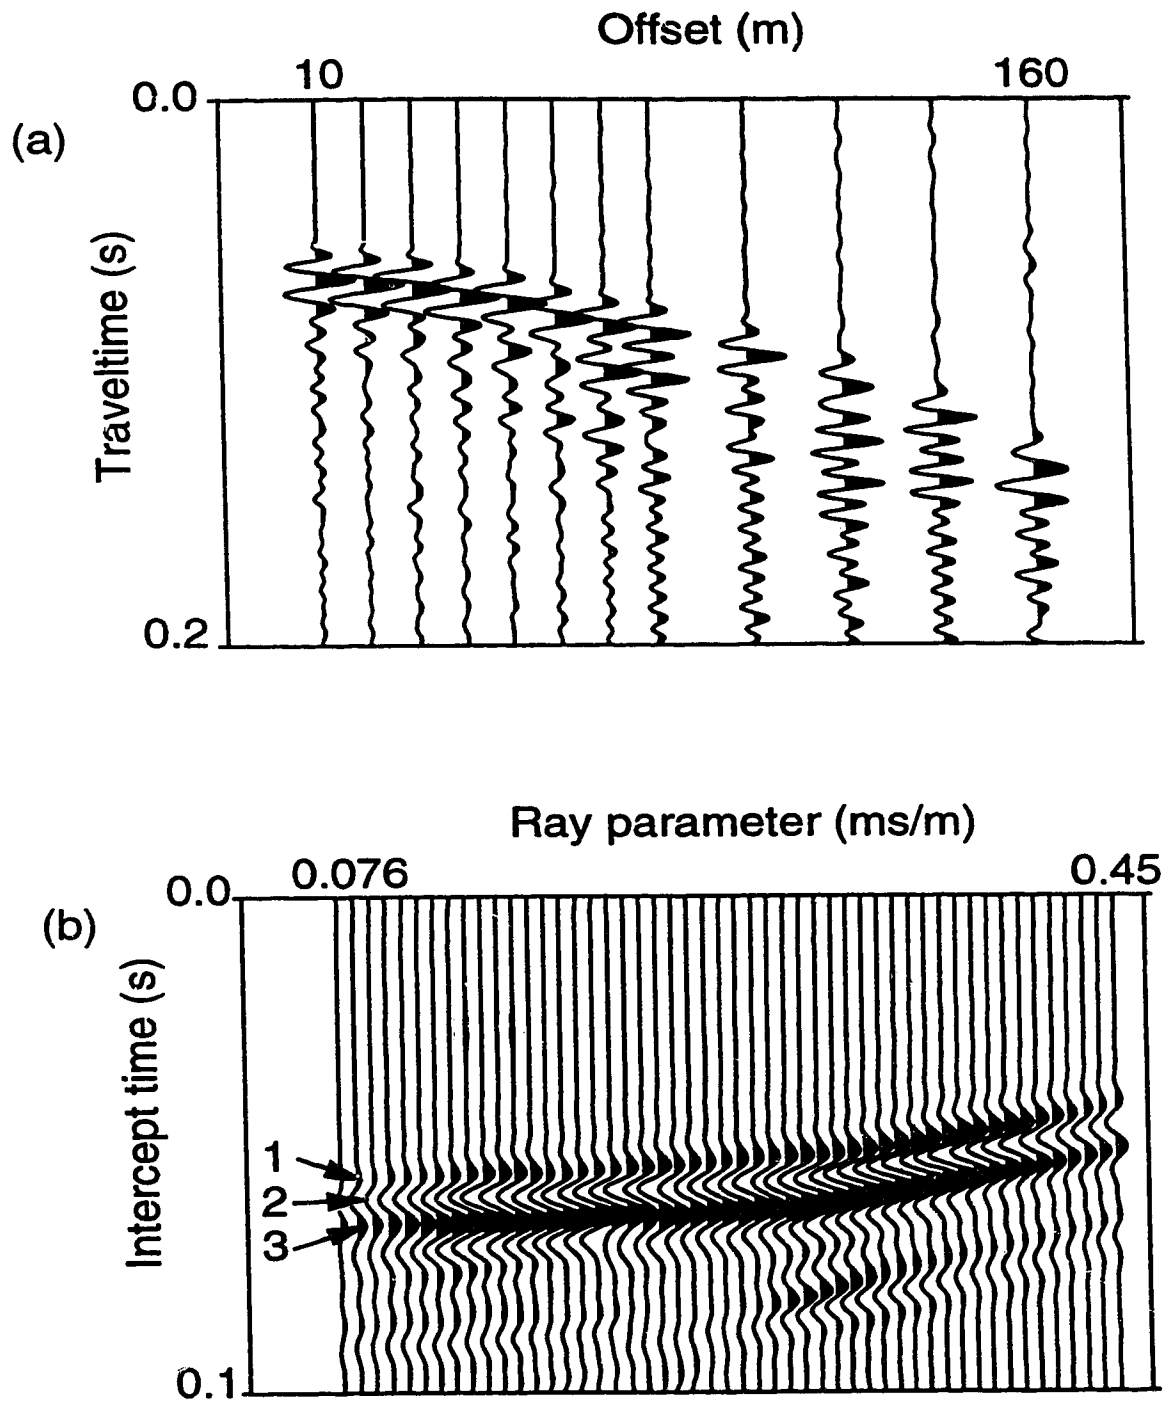 Offset (m)
10 160
0.0
(a)
Traveltime (s)
0.2
Ray parameter (ms/m)
0.076 0.45
0.0
(b)
Intercept time (s)
1
2
3
0.1